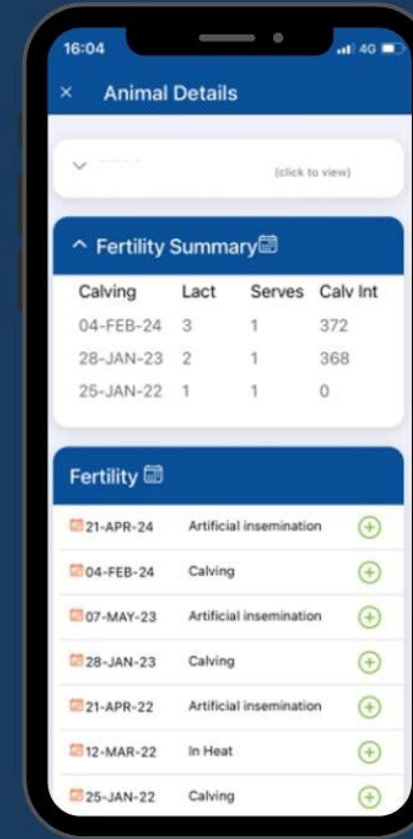 16:04
4G
× Animal Details
(click to view)
Fertility Summary
Calving Lact Serves Calv Int
04-FEB-24 3 1 372
28-JAN-23 2 1 368
25-JAN-22 1 1 0
Fertility
21-APR-24 Artificial insemination
04-FEB-24 Calving
07-MAY-23 Artificial insemination
28-JAN-23 Calving
21-APR-22 Artificial insemination
12-MAR-22 In Heat
25-JAN-22 Calving